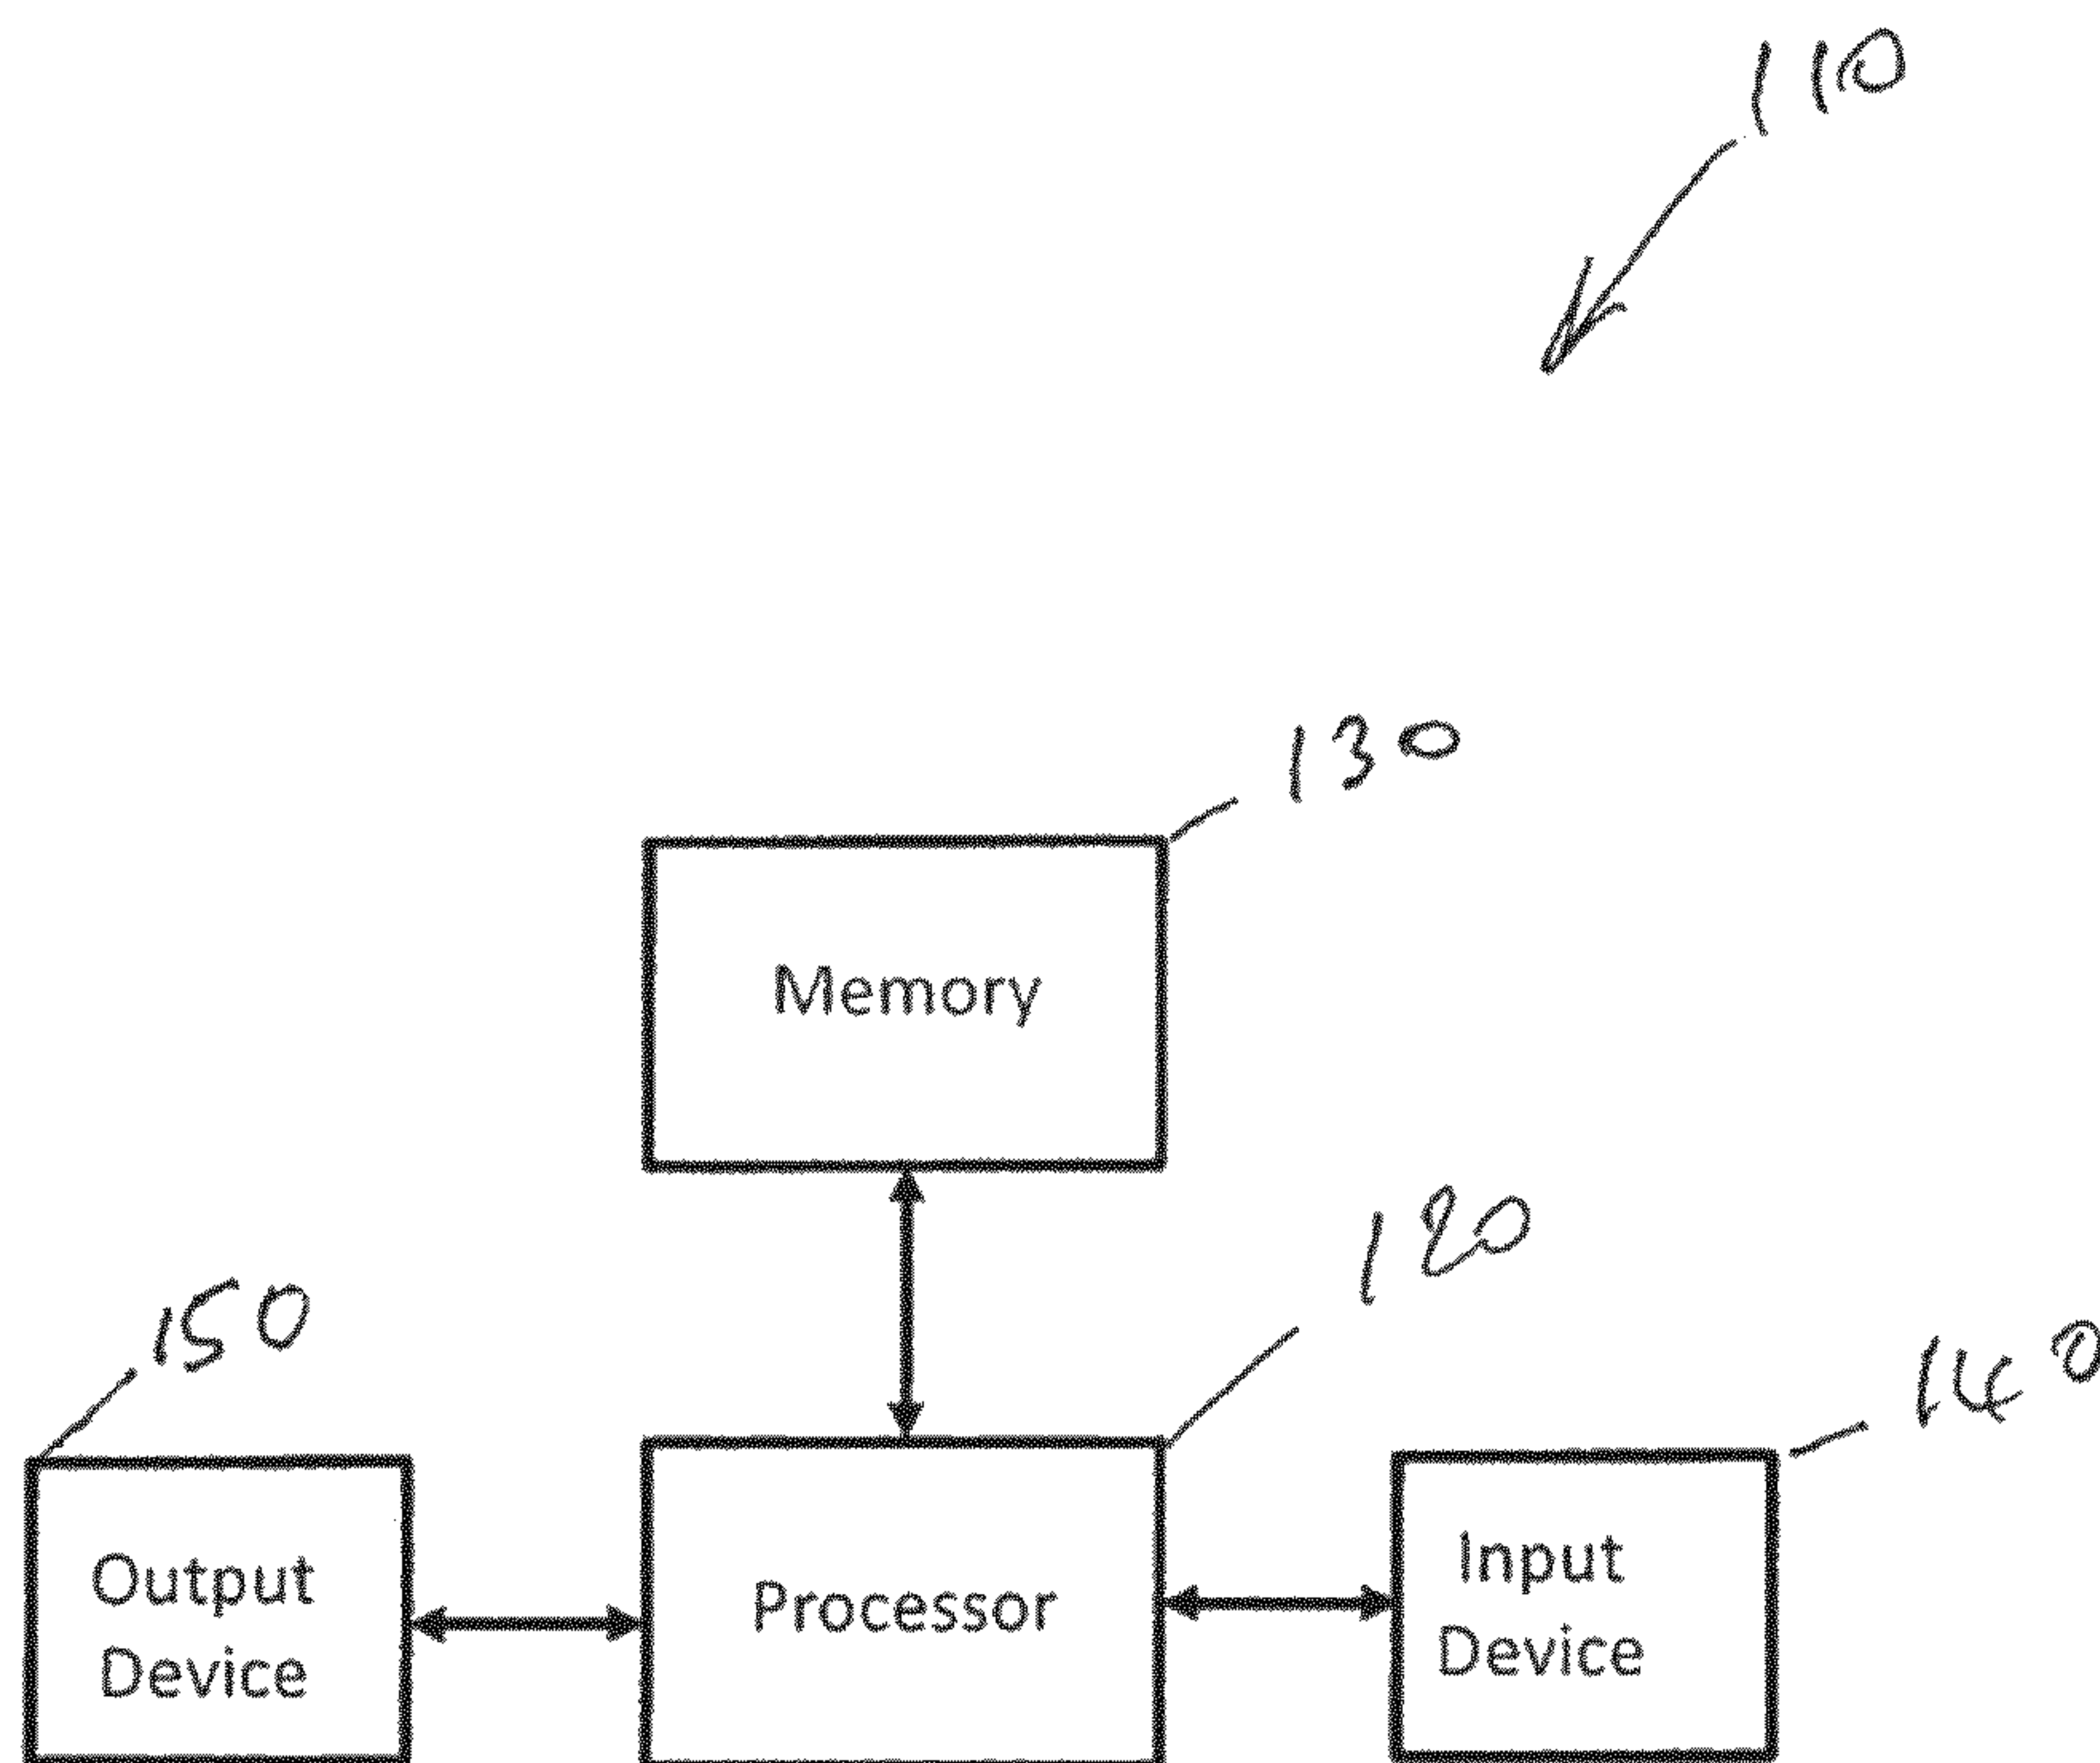 110
130
Memory
120
150
140
Output
Device
Processor
Input
Device